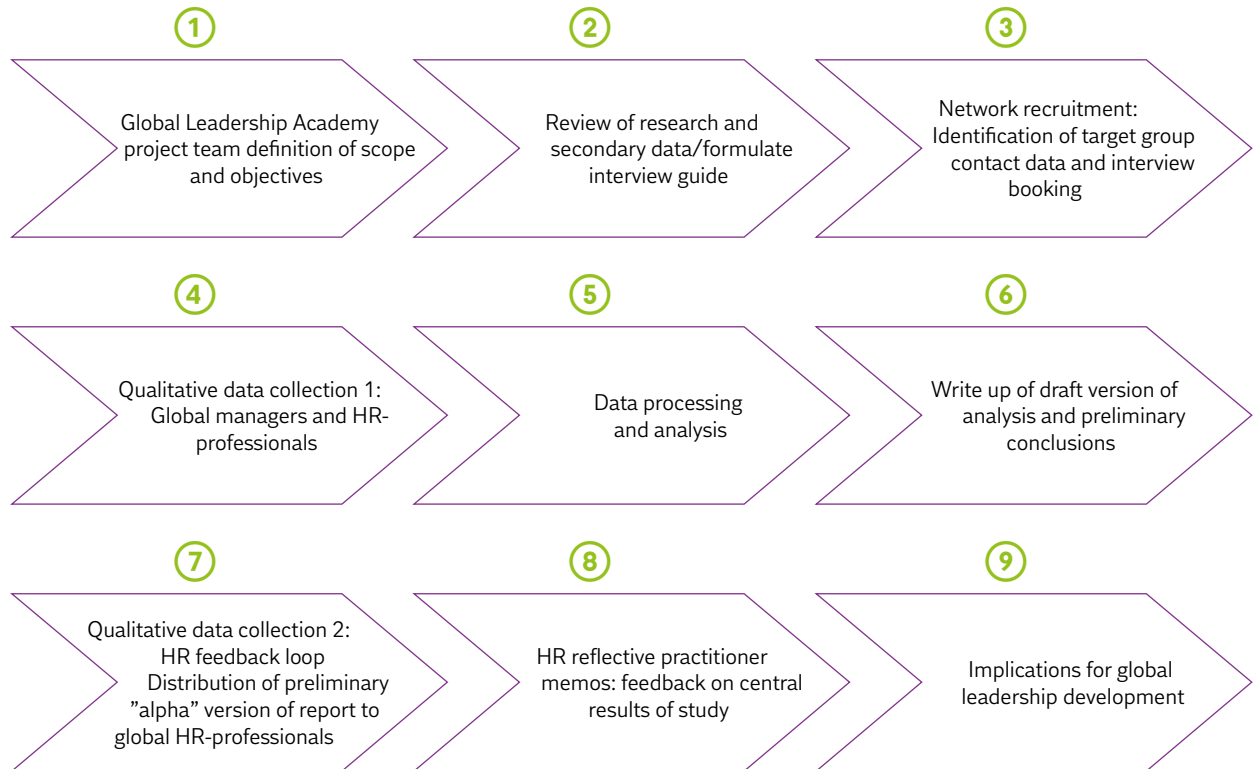 1
Global Leadership Academy
project team definition of scope
and objectives
2
Review of research and
secondary data/formulate
interview guide
3
Network recruitment:
Identification of target group
contact data and interview
booking
4
Qualitative data collection 1:
Global managers and HR-
professionals
5
Data processing
and analysis
6
Write up of draft version of
analysis and preliminary
conclusions
7
Qualitative data collection 2:
HR feedback loop
Distribution of preliminary
”alpha” version of report to
global HR-professionals
8
HR reflective practitioner
memos: feedback on central
results of study
9
Implications for global
leadership development